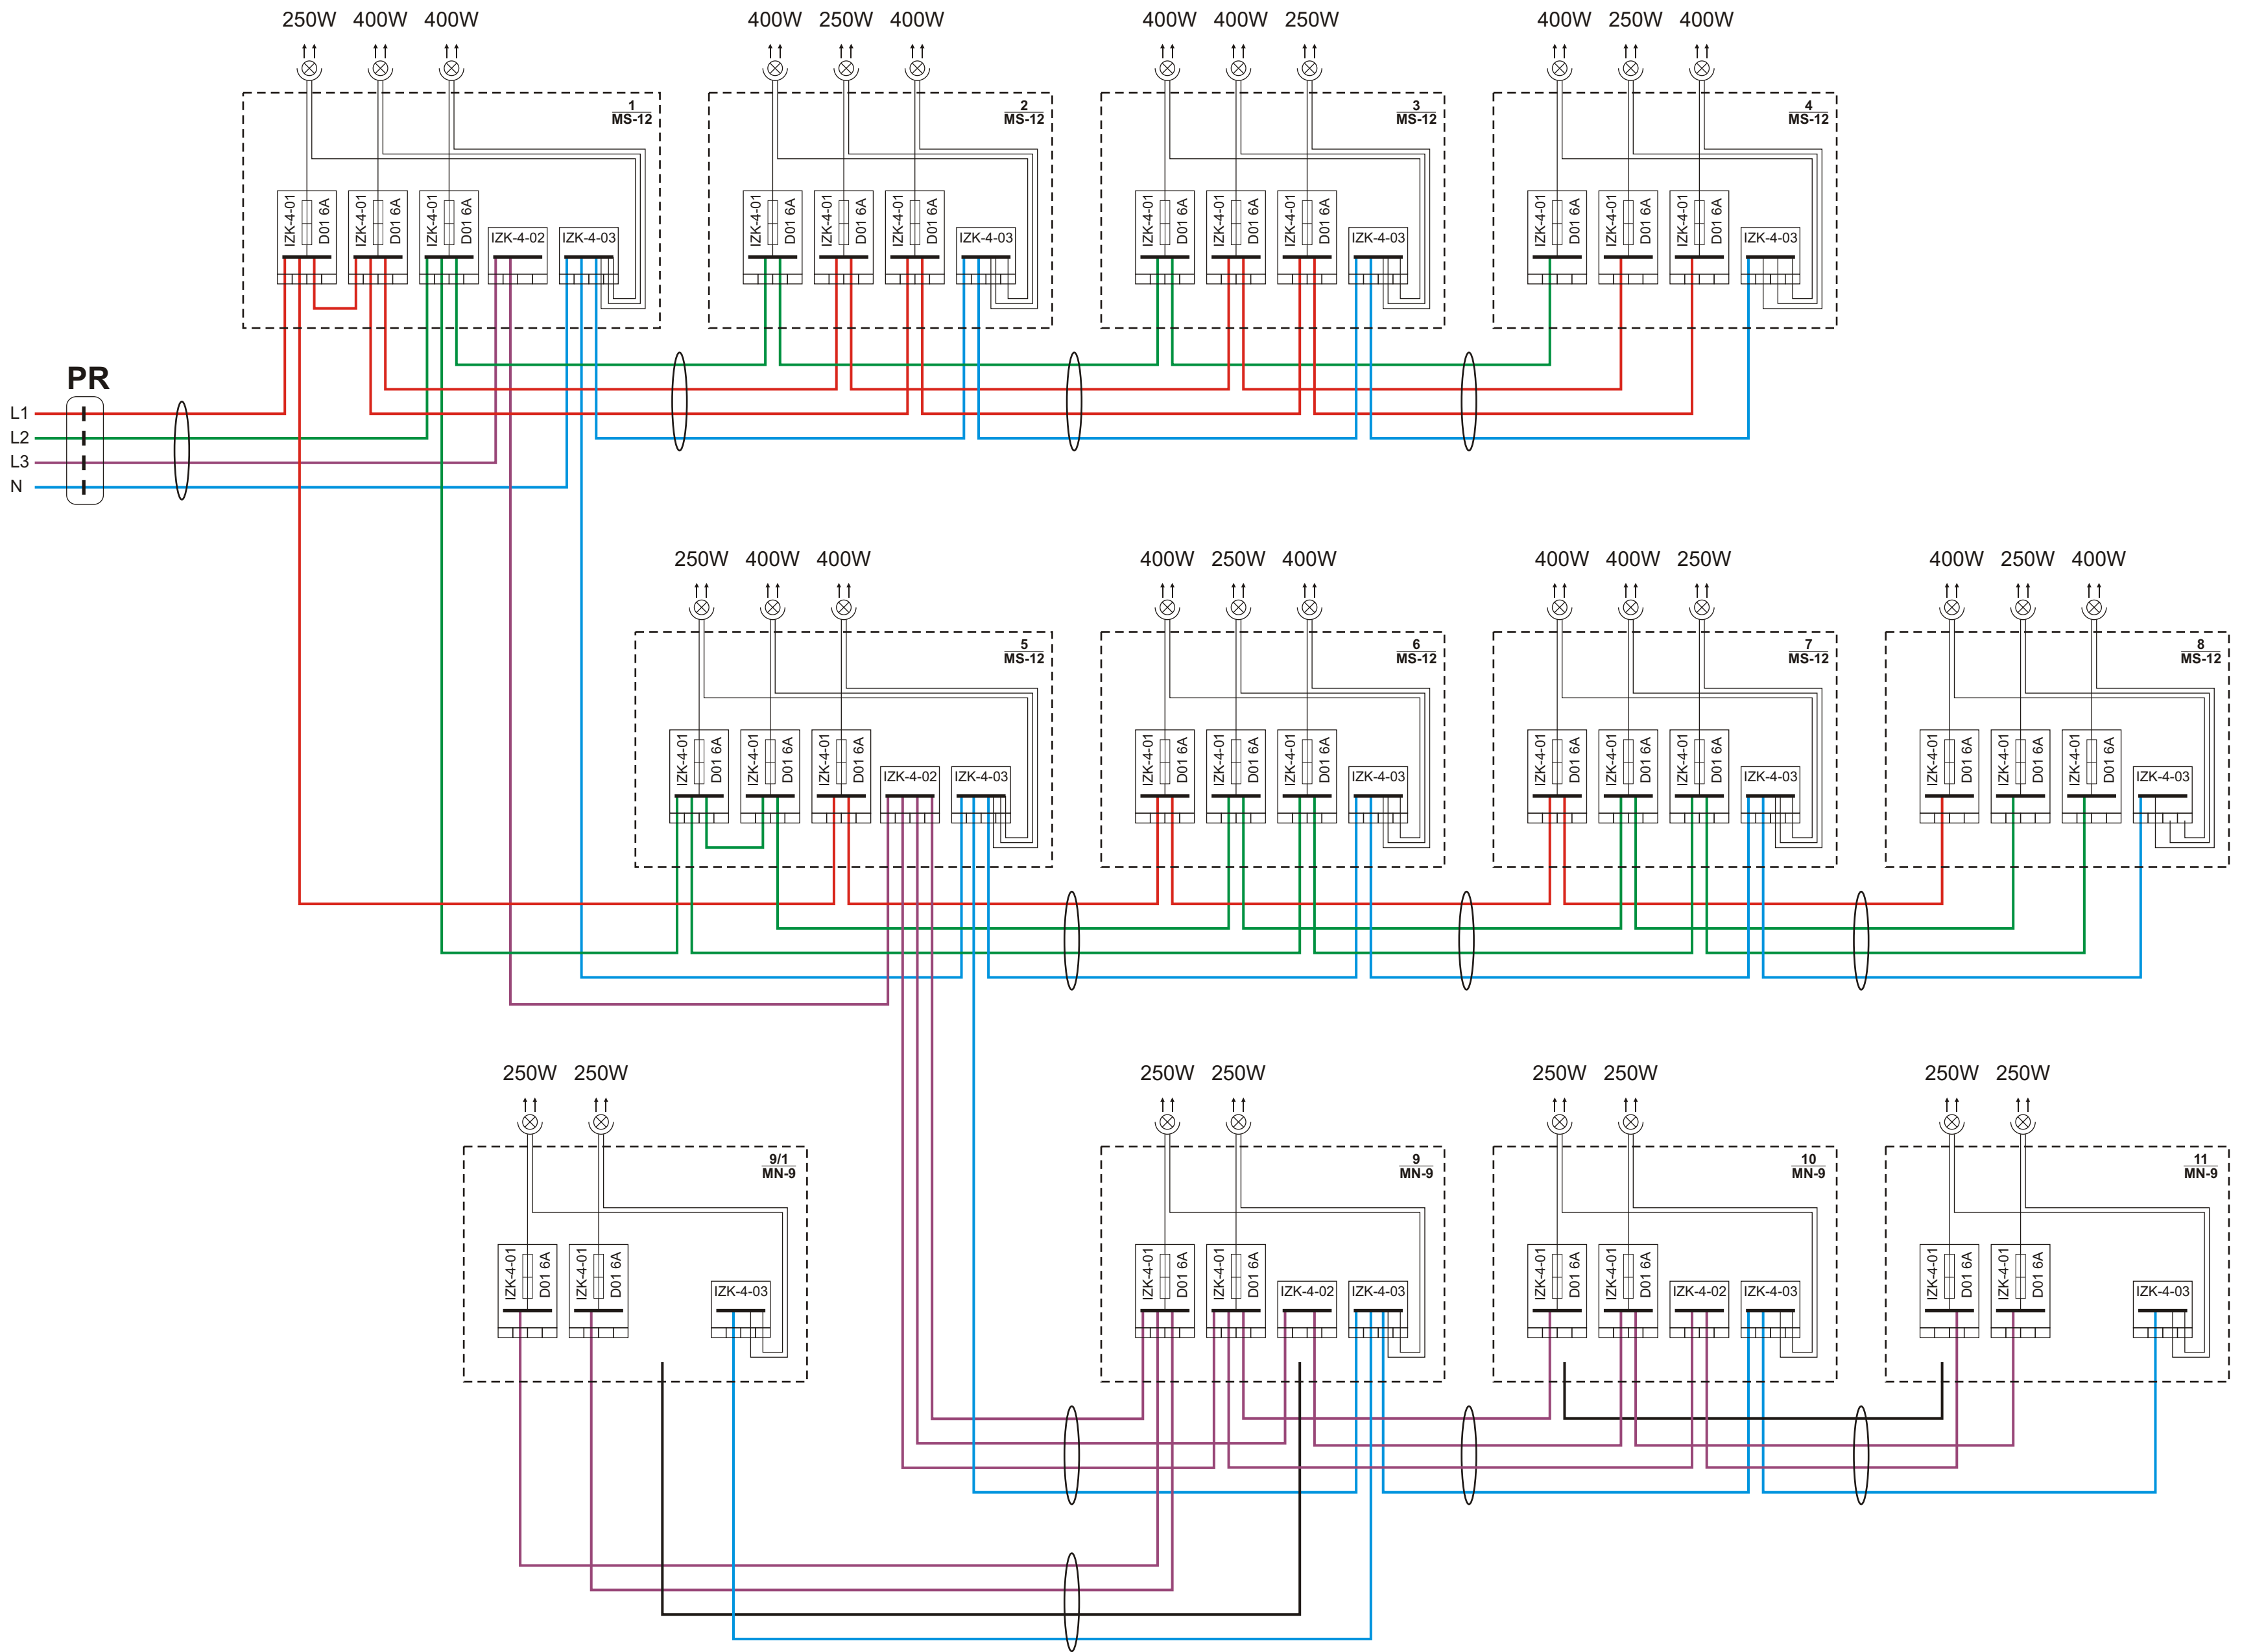 250W 400W 400W 400W 250W 400W 400W 400W 250W 400W 250W 400W
1 2 3 4
MS-12 MS-12 MS-12 MS-12
IZK-4-01 D01 6A IZK-4-01 D01 6A IZK-4-01 D01 6A IZK-4-02 IZK-4-03
IZK-4-01 D01 6A IZK-4-01 D01 6A IZK-4-01 D01 6A IZK-4-03
IZK-4-01 D01 6A IZK-4-01 D01 6A IZK-4-01 D01 6A IZK-4-03
IZK-4-01 D01 6A IZK-4-01 D01 6A IZK-4-01 D01 6A IZK-4-03
PR
L1
L2
L3
N
250W 400W 400W 400W 250W 400W 400W 400W 250W 400W 250W 400W
5 6 7 8
MS-12 MS-12 MS-12 MS-12
IZK-4-01 D01 6A IZK-4-01 D01 6A IZK-4-01 D01 6A IZK-4-02 IZK-4-03
IZK-4-01 D01 6A IZK-4-01 D01 6A IZK-4-01 D01 6A IZK-4-03
IZK-4-01 D01 6A IZK-4-01 D01 6A IZK-4-01 D01 6A IZK-4-03
IZK-4-01 D01 6A IZK-4-01 D01 6A IZK-4-01 D01 6A IZK-4-03
250W 250W 250W 250W 250W 250W 250W 250W
9/1 9 10 11
MN-9 MN-9 MN-9 MN-9
IZK-4-01 D01 6A IZK-4-01 D01 6A IZK-4-03
IZK-4-01 D01 6A IZK-4-01 D01 6A IZK-4-02 IZK-4-03
IZK-4-01 D01 6A IZK-4-01 D01 6A IZK-4-02 IZK-4-03
IZK-4-01 D01 6A IZK-4-01 D01 6A IZK-4-03